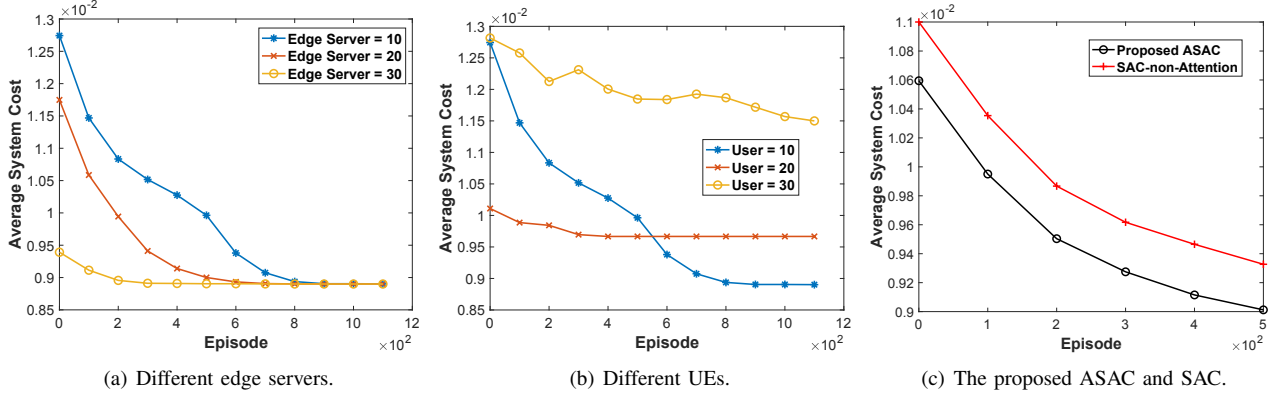 ×10⁻²
1.3
1.25
1.2
1.15
1.1
1.05
1
0.95
0.9
0.85
Average System Cost
Edge Server = 10
Edge Server = 20
Edge Server = 30
0 2 4 6 8 10 12
Episode ×10²
(a) Different edge servers.
×10⁻²
1.3
1.25
1.2
1.15
1.1
1.05
1
0.95
0.9
0.85
Average System Cost
User = 10
User = 20
User = 30
0 2 4 6 8 10 12
Episode ×10²
(b) Different UEs.
×10⁻²
1.1
1.08
1.06
1.04
1.02
1
0.98
0.96
0.94
0.92
0.9
Average System Cost
Proposed ASAC
SAC-non-Attention
0 1 2 3 4 5
Episode ×10²
(c) The proposed ASAC and SAC.